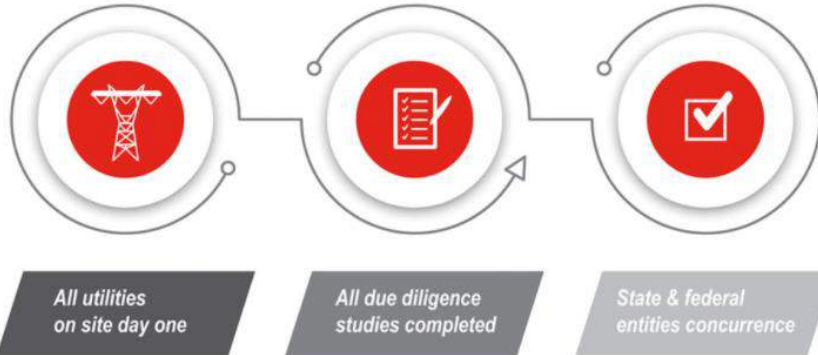 All utilities
on site day one
All due diligence
studies completed
State & federal
entities concurrence